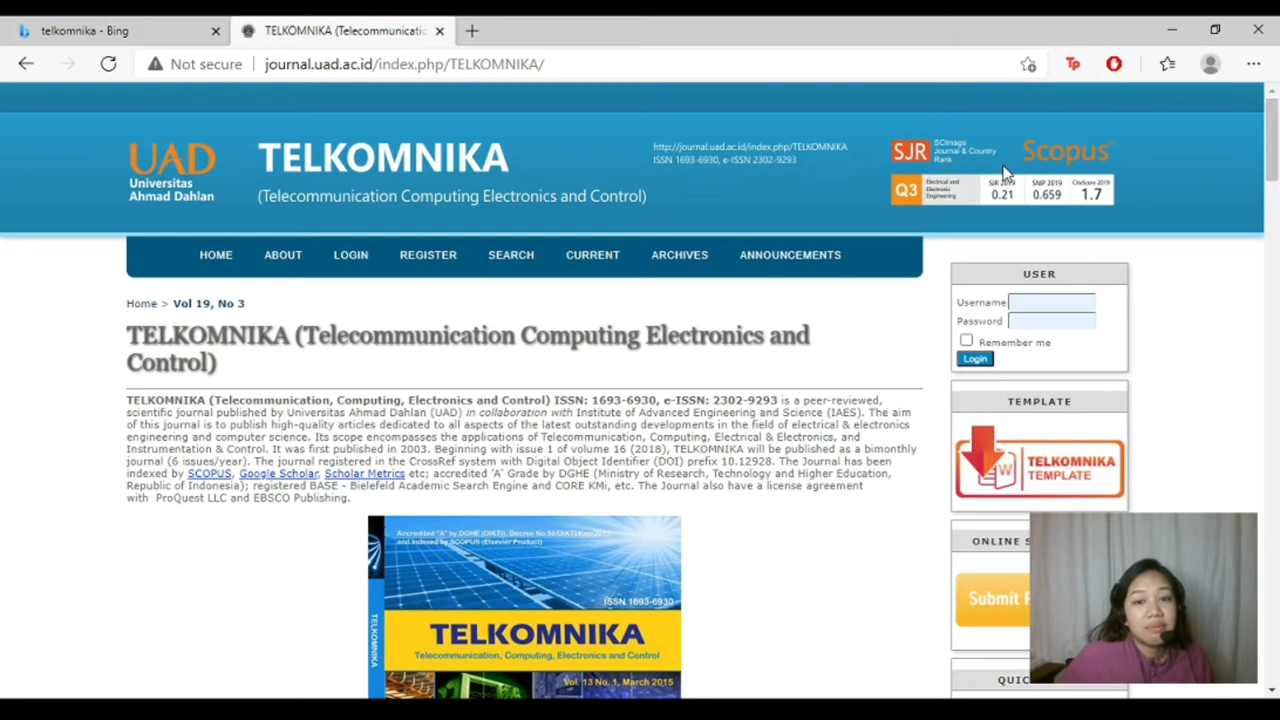 telkomnika - Bing
TELKOMNIKA (Telecommunicatio
Not secure
journal.uad.ac.id/index.php/TELKOMNIKA/
UAD
Universitas
Ahmad Dahlan
TELKOMNIKA
(Telecommunication Computing Electronics and Control)
http://journal.uad.ac.id/index.php/TELKOMNIKA
ISSN 1693-6930, e-ISSN 2302-9293
SJR
SCImago
Journal & Country
Rank
Scopus
Q3
Electrical and
Electronic
Engineering
SJR 2019
0.21
SNIP 2019
0.659
CiteScore 2019
1.7
HOME
ABOUT
LOGIN
REGISTER
SEARCH
CURRENT
ARCHIVES
ANNOUNCEMENTS
Home > Vol 19, No 3
TELKOMNIKA (Telecommunication Computing Electronics and
Control)
TELKOMNIKA (Telecommunication, Computing, Electronics and Control) ISSN: 1693-6930, e-ISSN: 2302-9293 is a peer-reviewed,
scientific journal published by Universitas Ahmad Dahlan (UAD) in collaboration with Institute of Advanced Engineering and Science (IAES). The aim
of this journal is to publish high-quality articles dedicated to all aspects of the latest outstanding developments in the field of electrical & electronics
engineering and computer science. Its scope encompasses the applications of Telecommunication, Computing, Electrical & Electronics, and
Instrumentation & Control. It was first published in 2003. Beginning with issue 1 of volume 16 (2018), TELKOMNIKA will be published as a bimonthly
journal (6 issues/year). The journal registered in the CrossRef system with Digital Object Identifier (DOI) prefix 10.12928. The Journal has been
indexed by SCOPUS, Google Scholar, Scholar Metrics etc; accredited 'A' Grade by DGHE (Ministry of Research, Technology and Higher Education,
Republic of Indonesia); registered BASE - Bielefeld Academic Search Engine and CORE KMi, etc. The Journal also have a license agreement
with ProQuest LLC and EBSCO Publishing.
Accredited "A" by DGHE (DIKTI), Decree No
and Indexed by SCOPUS (Elsevier Product)
ISSN 1693-6930
TELKOMNIKA
TELKOMNIKA
Telecommunication, Computing, Electronics and Control
Vol. 13 No. 1, March 2015
USER
Username
Password
Remember me
Login
TEMPLATE
TELKOMNIKA
TEMPLATE
ONLINE S
Submit
QUIC